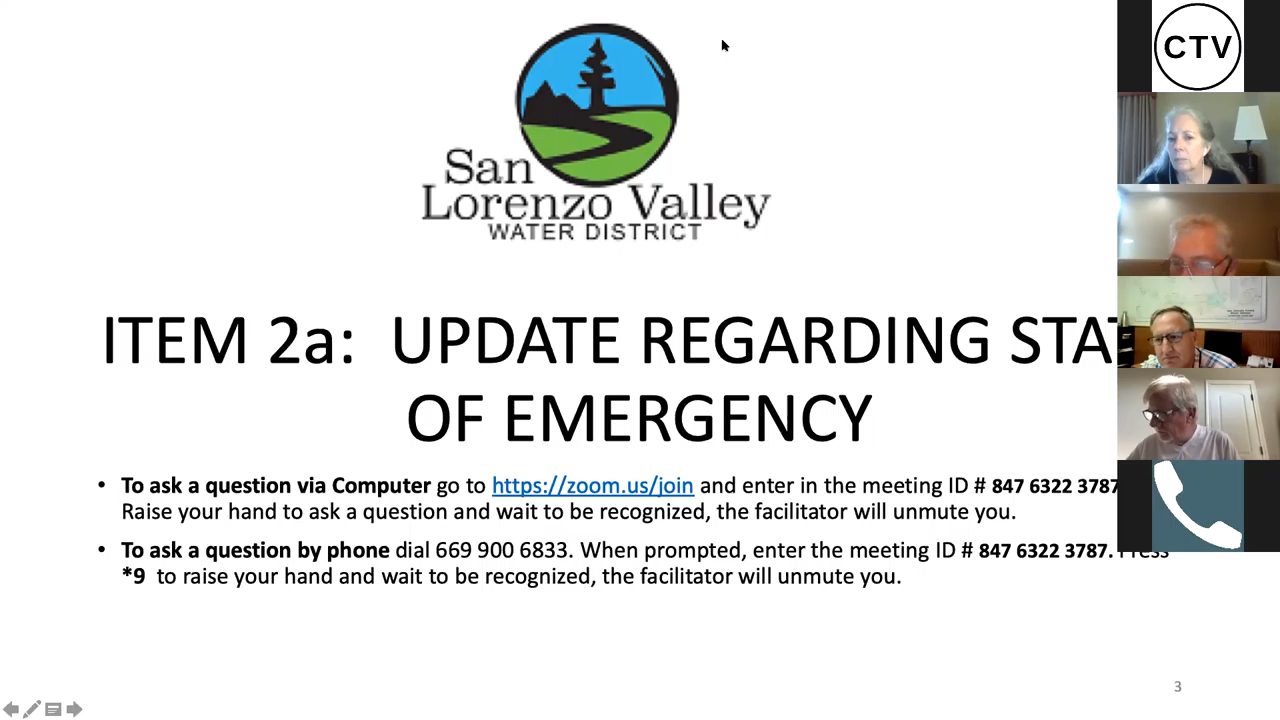 CTV
San
Lorenzo Valley
WATER DISTRICT
ITEM 2a: UPDATE REGARDING STAT
OF EMERGENCY
• To ask a question via Computer go to https://zoom.us/join and enter in the meeting ID # 847 6322 3787
Raise your hand to ask a question and wait to be recognized, the facilitator will unmute you.
• To ask a question by phone dial 669 900 6833. When prompted, enter the meeting ID # 847 6322 3787. Press
*9 to raise your hand and wait to be recognized, the facilitator will unmute you.
3